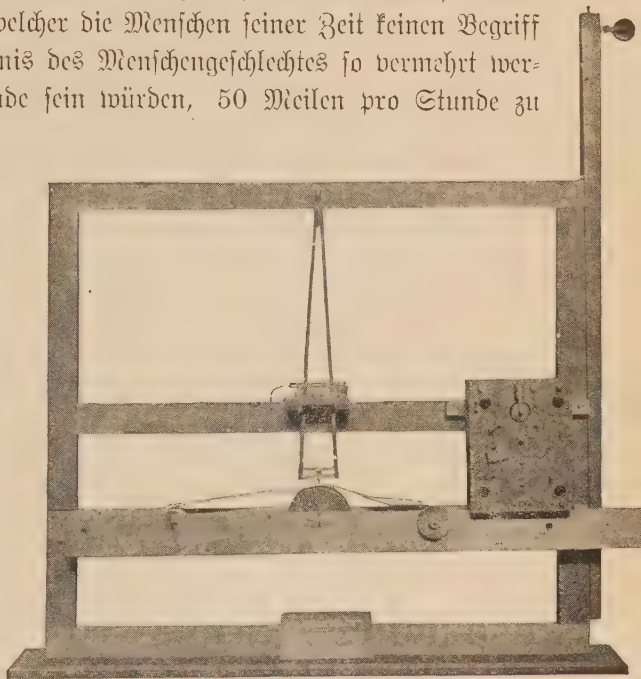 welcher die Menschen seiner Zeit keinen Begriff
nis des Menschengeschlechtes so vermehrt wer=
nde sein würden, 50 Meilen pro Stunde zu